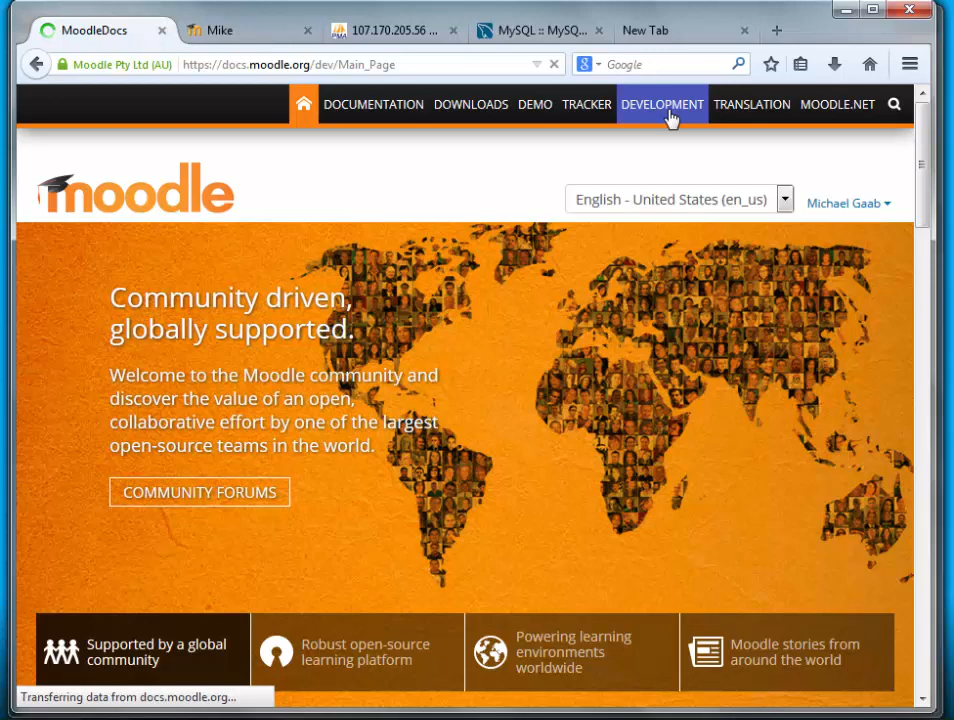 MoodleDocs
Mike
107.170.205.56 ...
MySQL :: MySQ...
New Tab
Moodle Pty Ltd (AU)
https://docs.moodle.org/dev/Main_Page
Google
DOCUMENTATION
DOWNLOADS
DEMO
TRACKER
DEVELOPMENT
TRANSLATION
MOODLE.NET
moodle
English - United States (en_us)
Michael Gaab
Community driven,
globally supported.
Welcome to the Moodle community and
discover the value of an open,
collaborative effort by one of the largest
open-source teams in the world.
COMMUNITY FORUMS
Supported by a global
community
Robust open-source
learning platform
Powering learning
environments
worldwide
Moodle stories from
around the world
Transferring data from docs.moodle.org...